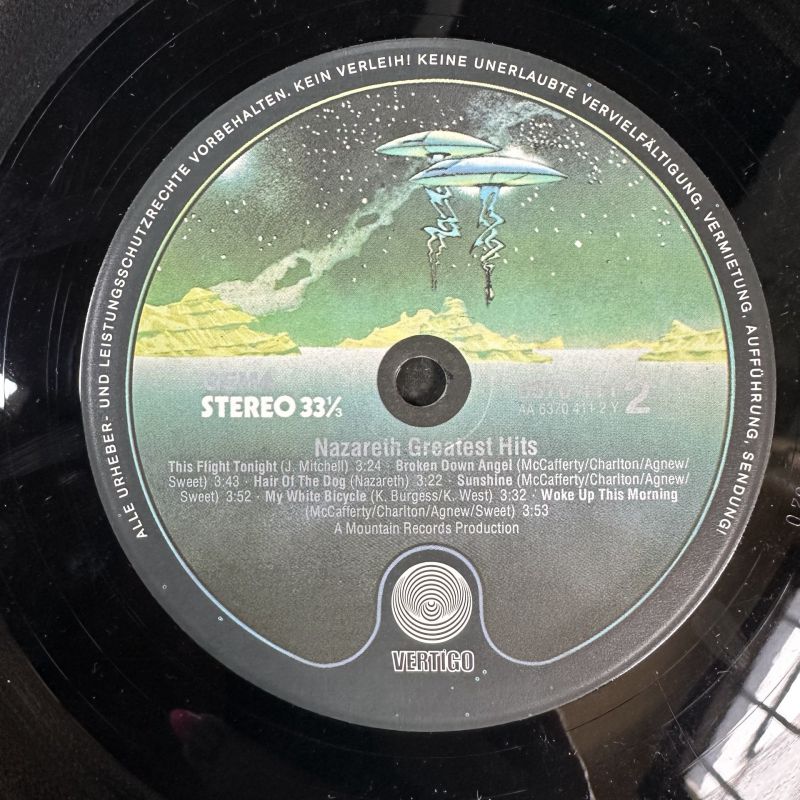 ALLE URHEBER- UND LEISTUNGSSCHUTZRECHTE VORBEHALTEN. KEIN VERLEIH! KEINE UNERLAUBTE VERVIELFÄLTIGUNG, VERMIETUNG, AUFFÜHRUNG, SENDUNG!
GEMA
STEREO 33⅓
2
AA 6370 411 2 Y
Nazareth Greatest Hits
This Flight Tonight (J. Mitchell) 3:24 · Broken Down Angel (McCafferty/Charlton/Agnew/
Sweet) 3:43 · Hair Of The Dog (Nazareth) 3:22 · Sunshine (McCafferty/Charlton/Agnew/
Sweet) 3:52 · My White Bicycle (K. Burgess/K. West) 3:32 · Woke Up This Morning
(McCafferty/Charlton/Agnew/Sweet) 3:53
A Mountain Records Production
VERTIGO